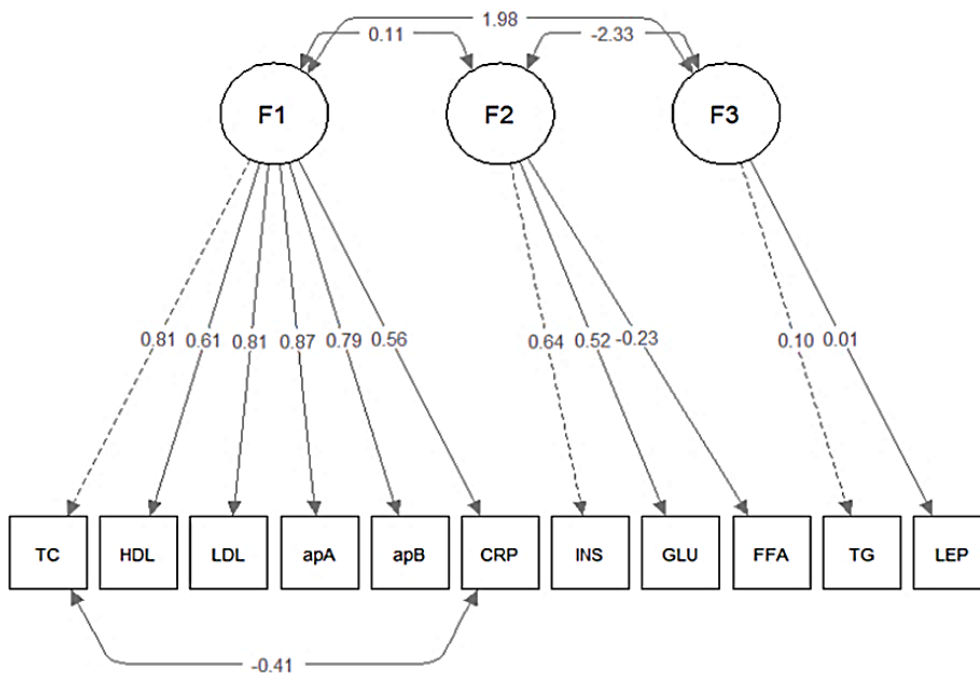 1.98
0.11 -2.33
F1 F2 F3
0.81 0.61 0.81 0.87 0.79 0.56 0.64 0.52 -0.23 0.10 0.01
TC HDL LDL apA apB CRP INS GLU FFA TG LEP
-0.41